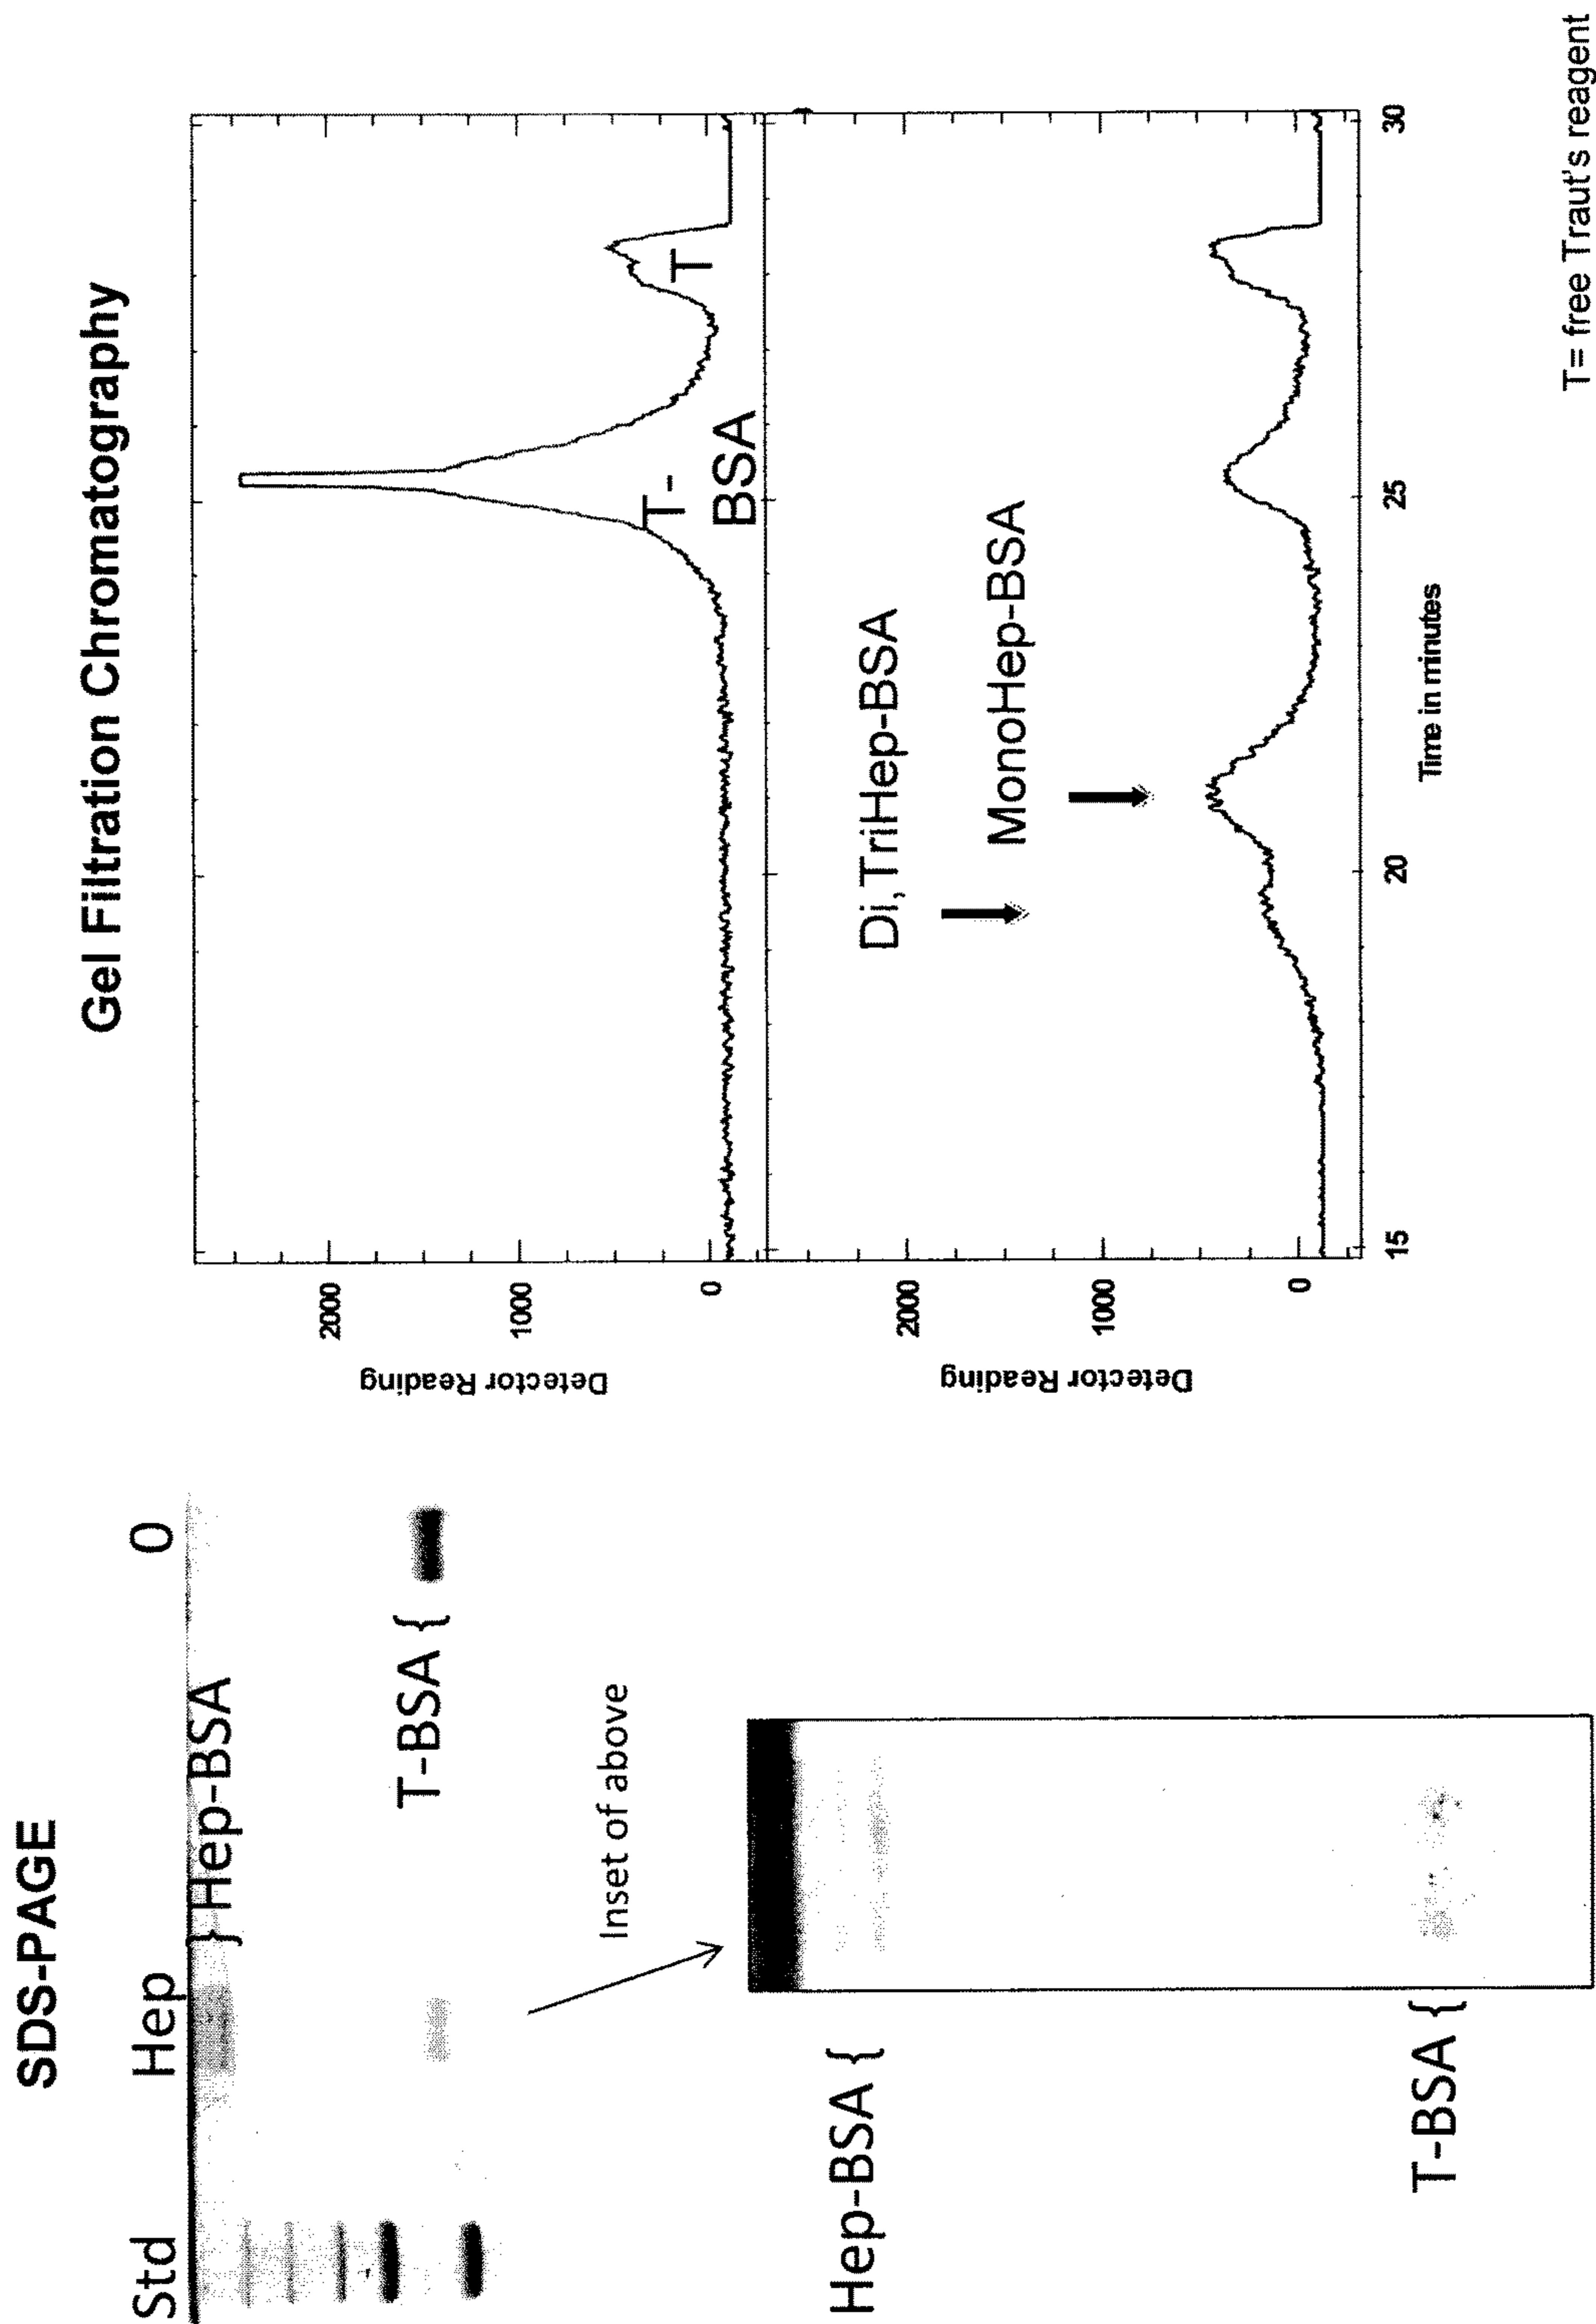 SDS-PAGE
Std
Hep
0
} Hep-BSA
T-BSA {
Inset of above
Hep-BSA {
T-BSA {
Gel Filtration Chromatography
Detector Reading
2000
1000
0
T-
BSA
T
Detector Reading
2000
1000
0
Di,TriHep-BSA
MonoHep-BSA
15
20
25
30
Time in minutes
T= free Traut's reagent